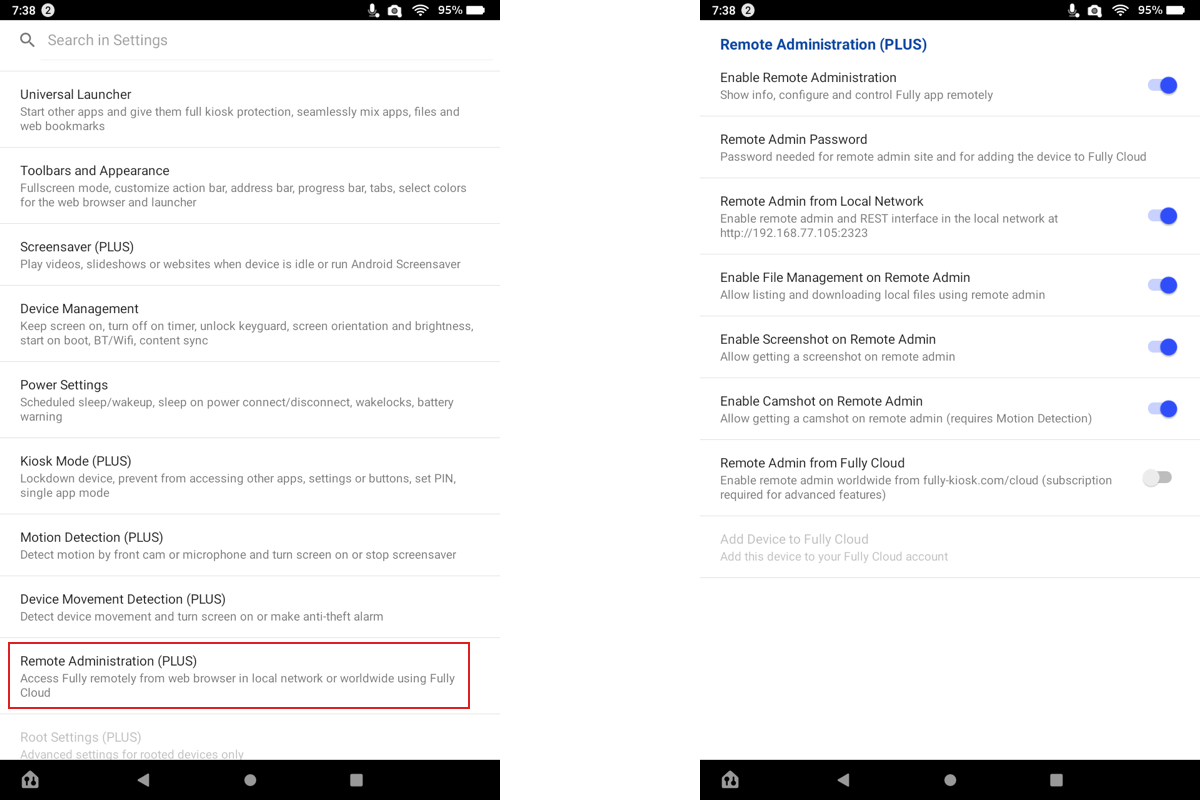 7:38 2 95%
Search in Settings
Universal Launcher
Start other apps and give them full kiosk protection, seamlessly mix apps, files and
web bookmarks
Toolbars and Appearance
Fullscreen mode, customize action bar, address bar, progress bar, tabs, select colors
for the web browser and launcher
Screensaver (PLUS)
Play videos, slideshows or websites when device is idle or run Android Screensaver
Device Management
Keep screen on, turn off on timer, unlock keyguard, screen orientation and brightness,
start on boot, BT/Wifi, content sync
Power Settings
Scheduled sleep/wakeup, sleep on power connect/disconnect, wakelocks, battery
warning
Kiosk Mode (PLUS)
Lockdown device, prevent from accessing other apps, settings or buttons, set PIN,
single app mode
Motion Detection (PLUS)
Detect motion by front cam or microphone and turn screen on or stop screensaver
Device Movement Detection (PLUS)
Detect device movement and turn screen on or make anti-theft alarm
Remote Administration (PLUS)
Access Fully remotely from web browser in local network or worldwide using Fully
Cloud
Root Settings (PLUS)
Advanced settings for rooted devices only
7:38 2 95%
Remote Administration (PLUS)
Enable Remote Administration
Show info, configure and control Fully app remotely
Remote Admin Password
Password needed for remote admin site and for adding the device to Fully Cloud
Remote Admin from Local Network
Enable remote admin and REST interface in the local network at
http://192.168.77.105:2323
Enable File Management on Remote Admin
Allow listing and downloading local files using remote admin
Enable Screenshot on Remote Admin
Allow getting a screenshot on remote admin
Enable Camshot on Remote Admin
Allow getting a camshot on remote admin (requires Motion Detection)
Remote Admin from Fully Cloud
Enable remote admin worldwide from fully-kiosk.com/cloud (subscription
required for advanced features)
Add Device to Fully Cloud
Add this device to your Fully Cloud account